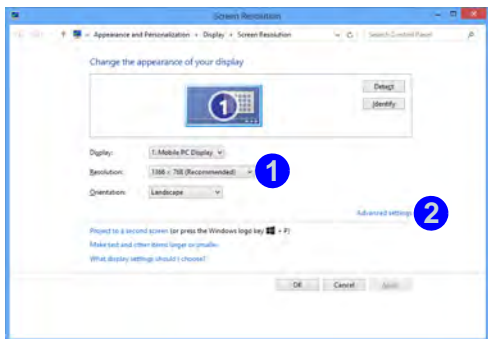 Screen Resolution
« Appearance and Personalization › Display › Screen Resolution
Search Control Panel
Change the appearance of your display
1
Detect
Identify
Display: 1. Mobile PC Display
Resolution: 1366 × 768 (Recommended)
1
Orientation: Landscape
Advanced settings
2
Project to a second screen (or press the Windows logo key + P)
Make text and other items larger or smaller
What display settings should I choose?
OK Cancel Apply